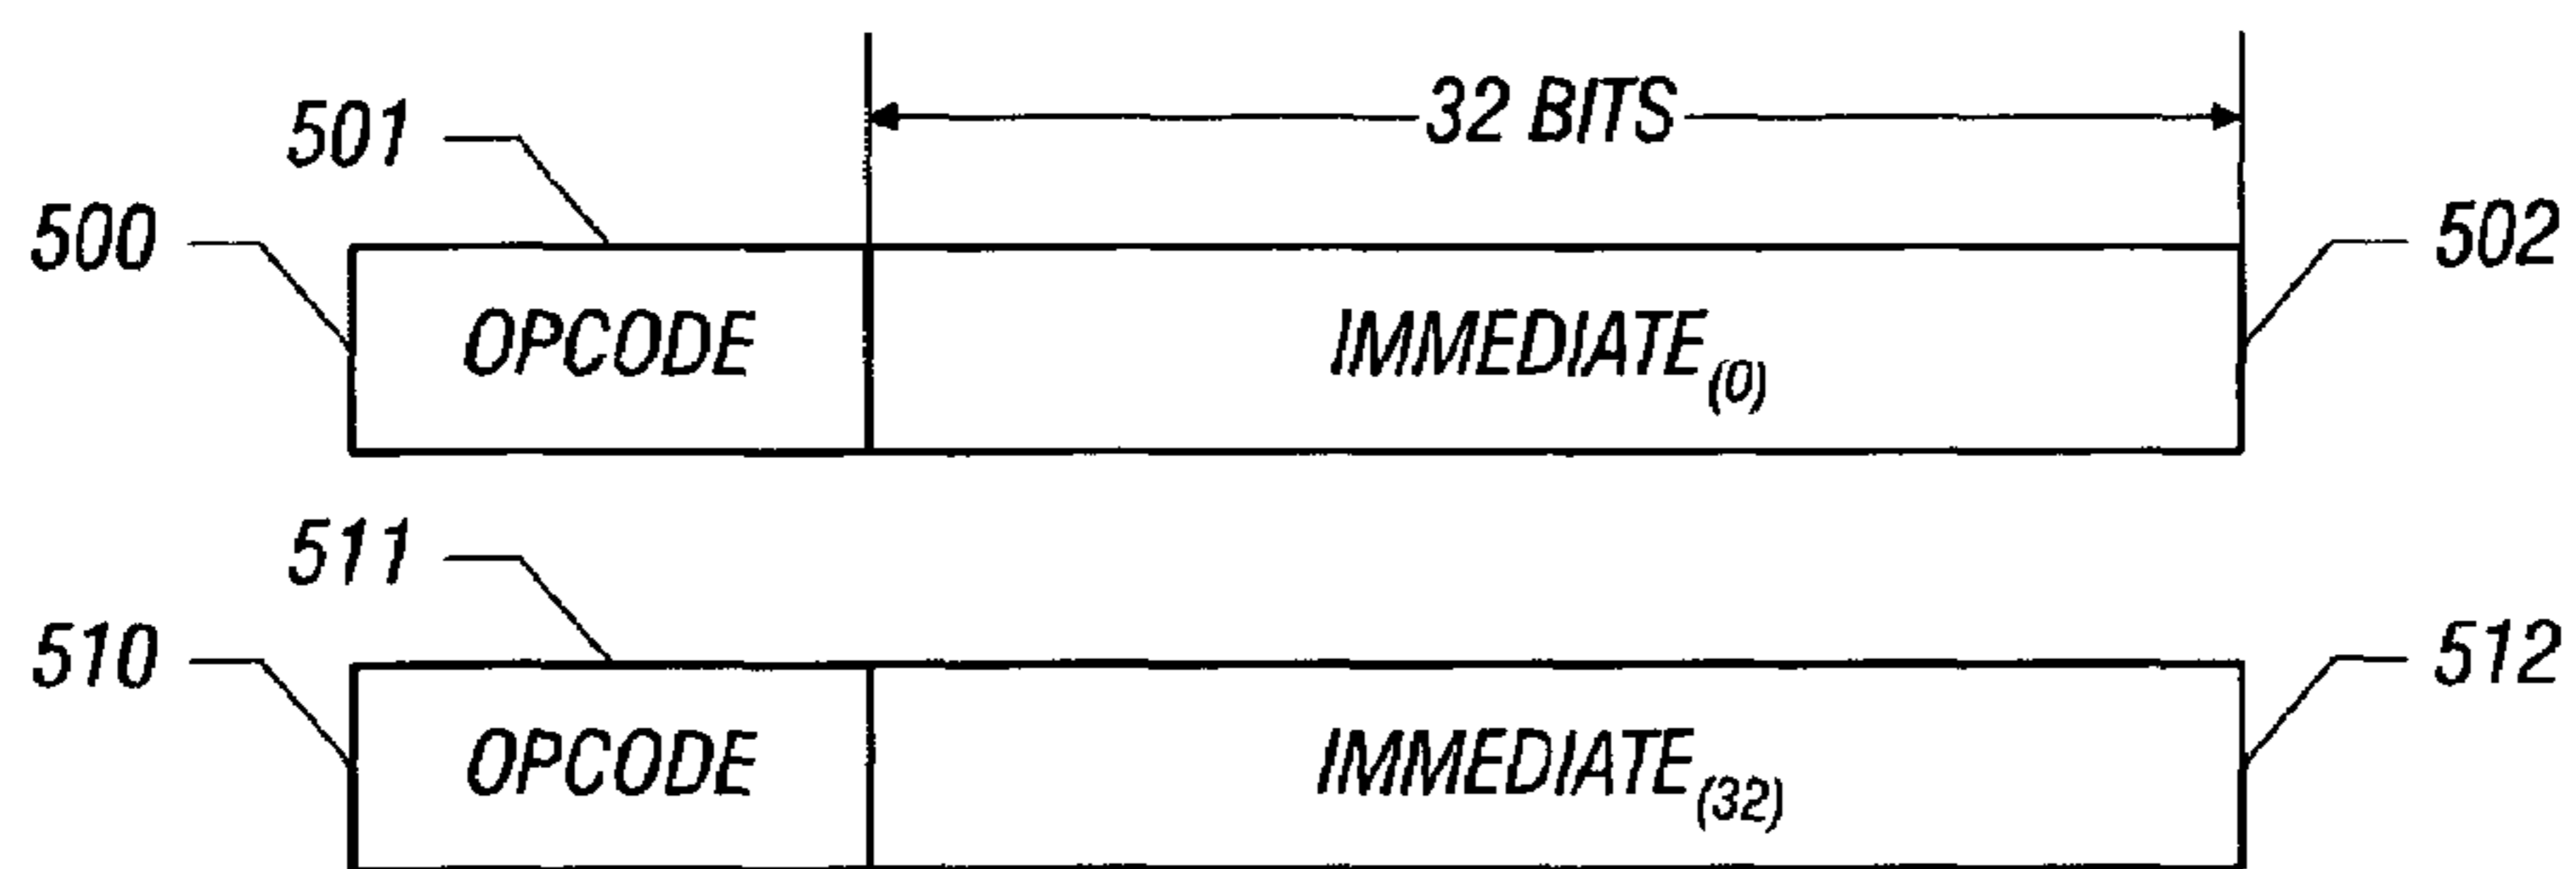 32 BITS
501
500
502
OPCODE IMMEDIATE(0)
511
510
512
OPCODE IMMEDIATE(32)